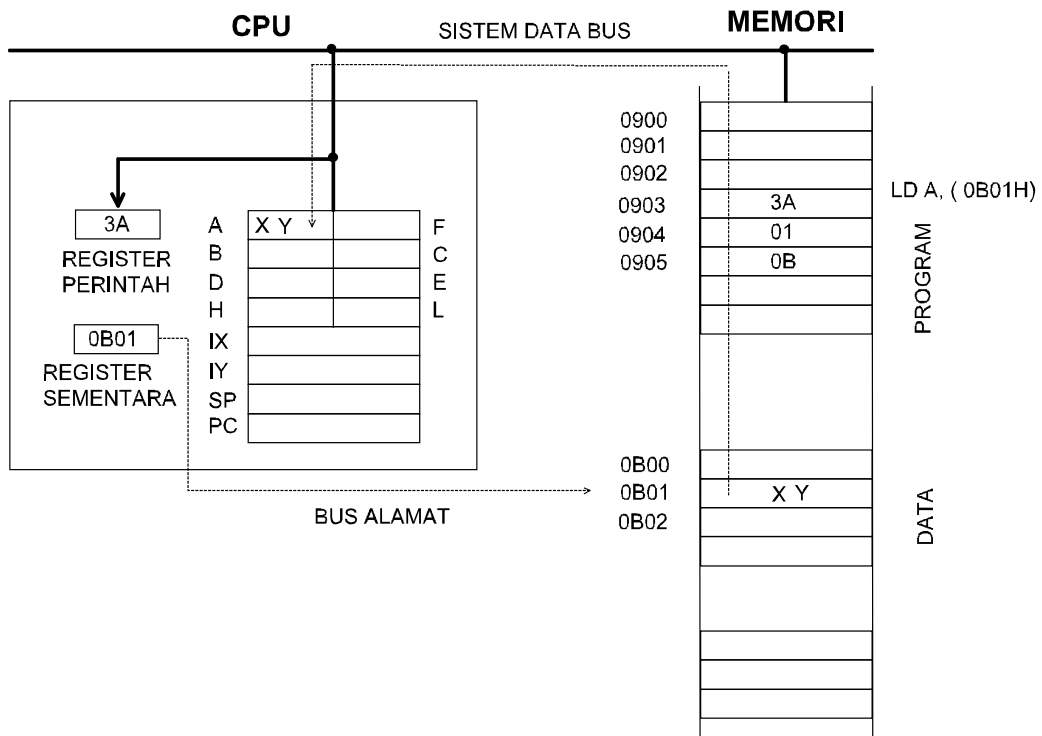 CPU
SISTEM DATA BUS
MEMORI
0900
0901
0902
LD A, ( 0B01H)
0903 3A
0904 01
0905 0B
PROGRAM
3A
REGISTER
PERINTAH
0B01
REGISTER
SEMENTARA
A X Y F
B C
D E
H L
IX
IY
SP
PC
BUS ALAMAT
0B00
0B01 X Y
0B02
DATA